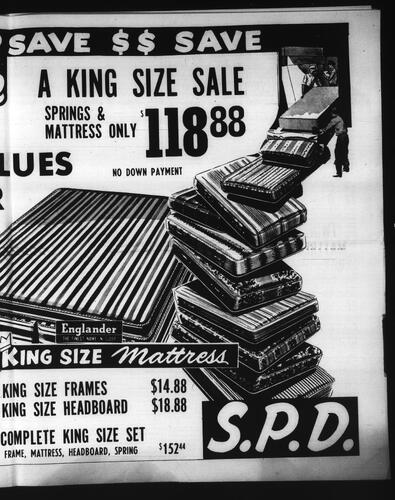 SAVE $$ SAVE
A KING SIZE SALE
SPRINGS &
MATTRESS ONLY $118 88
LUES
R
NO DOWN PAYMENT
Englander
KING SIZE Mattress
KING SIZE FRAMES $14.88
KING SIZE HEADBOARD $18.88
COMPLETE KING SIZE SET
FRAME, MATTRESS, HEADBOARD, SPRING $152 44
S.P.D.